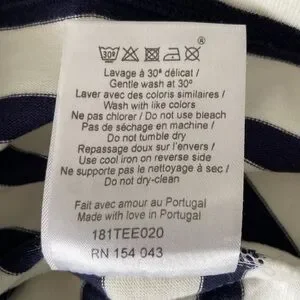 30°
Lavage à 30° délicat /
Gentle wash at 30°
Laver avec des coloris similaires /
Wash with like colors
Ne pas chlorer / Do not use bleach
Pas de séchage en machine /
Do not tumble dry
Repassage doux sur l'envers /
Use cool iron on reverse side
Ne supporte pas le nettoyage à sec /
Do not dry-clean
Fait avec amour au Portugal
Made with love in Portugal
181TEE020
RN 154 043